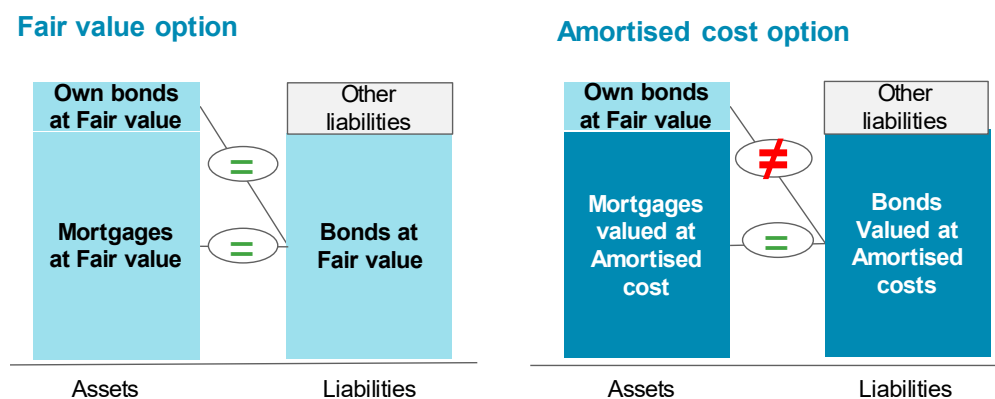 Fair value option
Own bonds
at Fair value
Other
liabilities
=
Mortgages
at Fair value
=
Bonds at
Fair value
Assets
Liabilities
Amortised cost option
Own bonds
at Fair value
Other
liabilities
≠
Mortgages
valued at
Amortised
cost
=
Bonds
Valued at
Amortised
costs
Assets
Liabilities